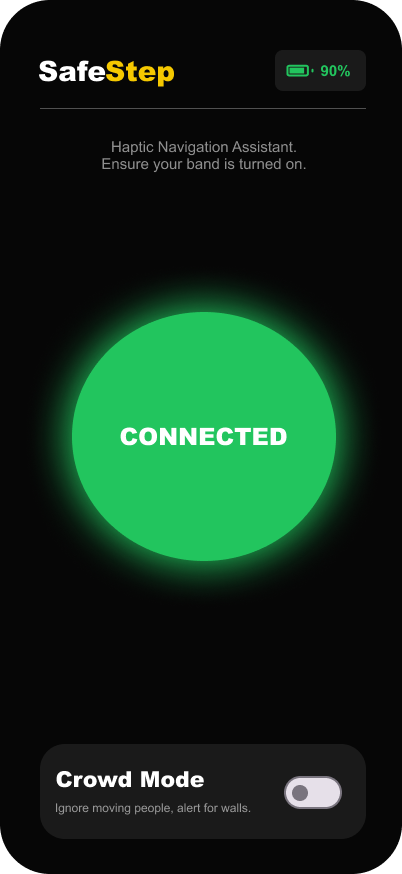 SafeStep
90%
Haptic Navigation Assistant.
Ensure your band is turned on.
CONNECTED
Crowd Mode
Ignore moving people, alert for walls.